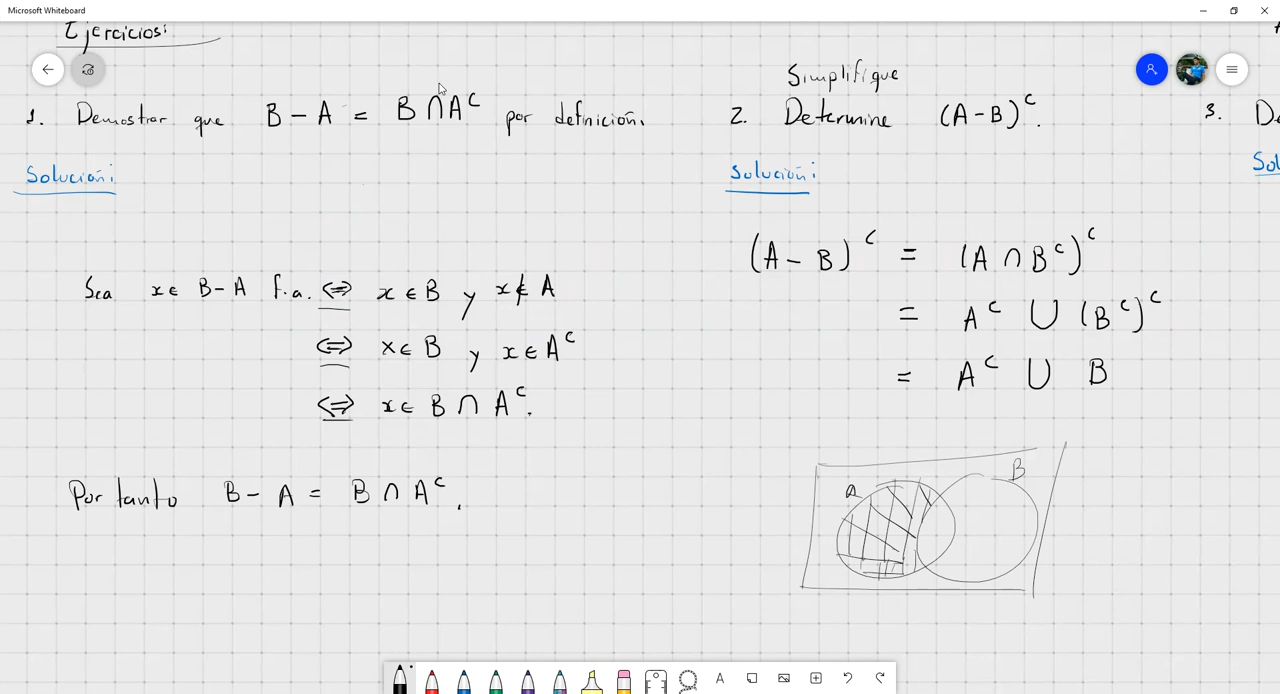 Microsoft Whiteboard
Ejercicios:
1. Demostrar que B - A = B ∩ A^c por definición.
Solución:
Sea x ∈ B - A f.a. ⇔ x ∈ B y x ∉ A
⇔ x ∈ B y x ∈ A^c
⇔ x ∈ B ∩ A^c.
Por tanto B - A = B ∩ A^c.
Simplifique
2. Determine (A - B)^c.
Solución:
(A - B)^c = (A ∩ B^c)^c
= A^c ∪ (B^c)^c
= A^c ∪ B
A B
3. De
Sol
A